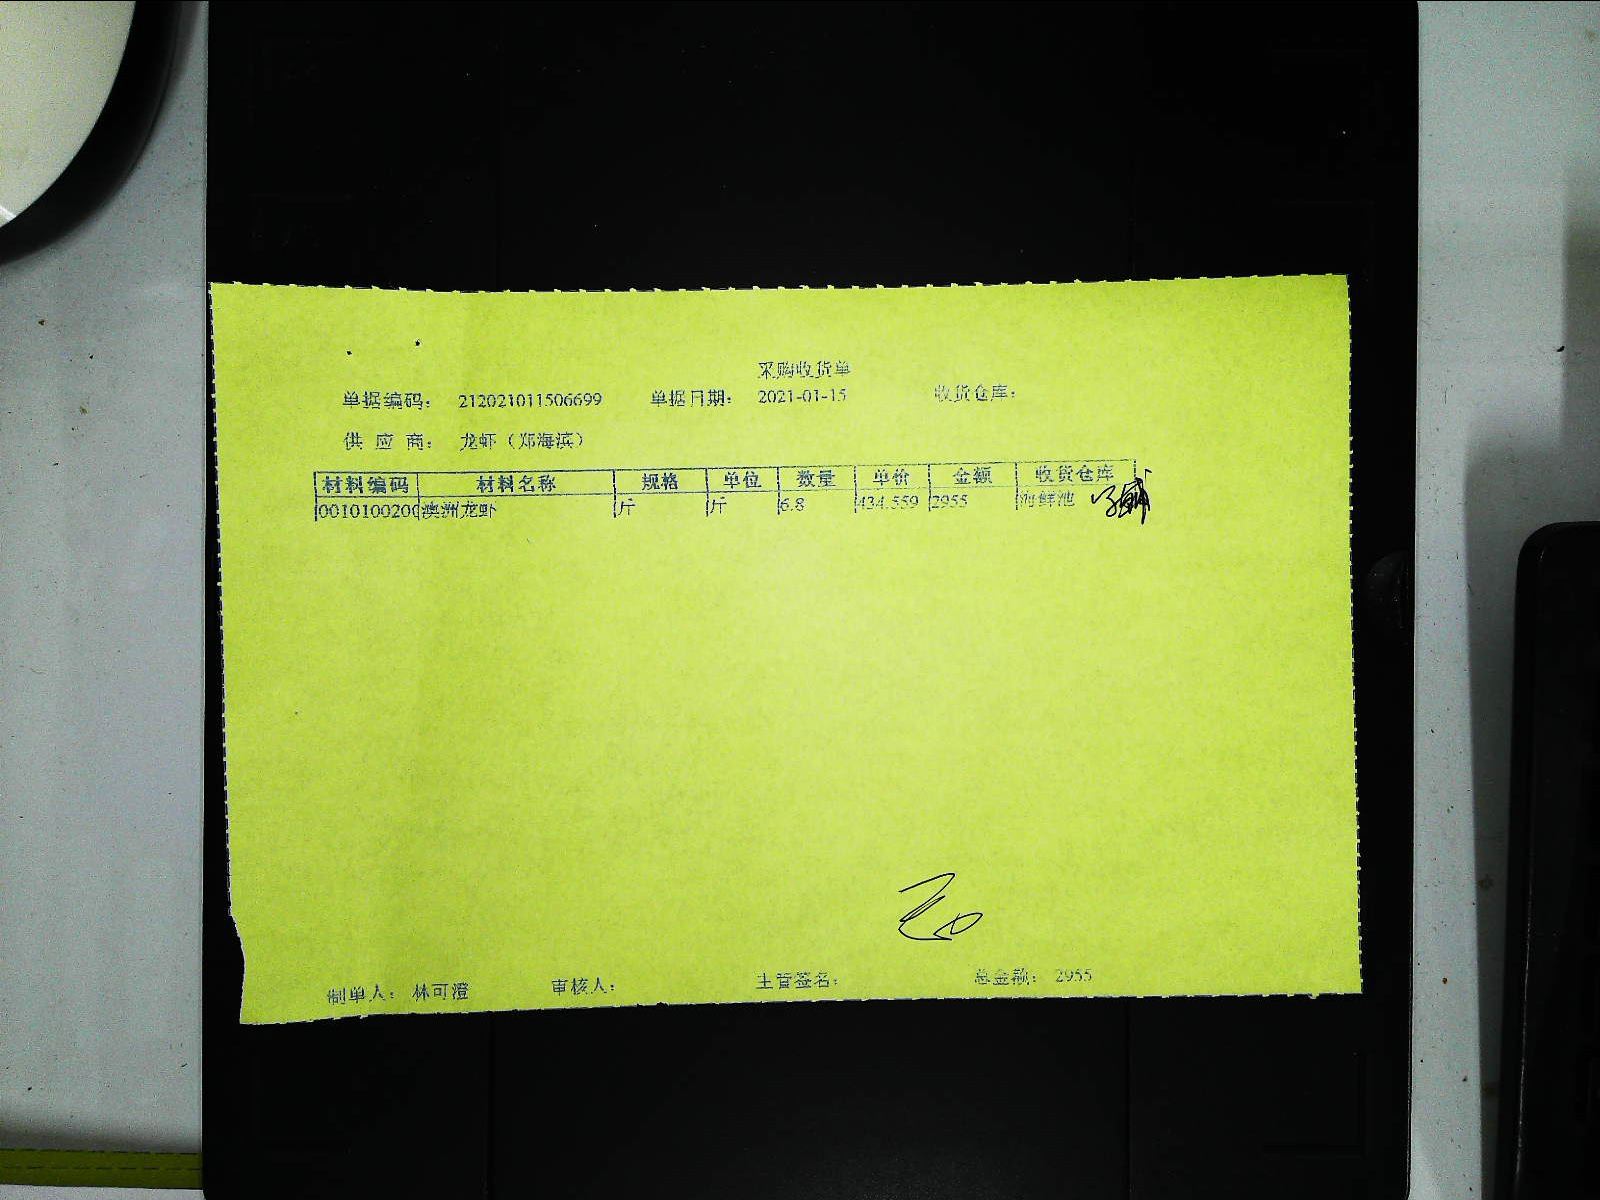 采购收货单
单据编码： 212021011506699 单据日期： 2021-01-15 收货仓库：
供 应 商： 龙虾（郑海滨）
材料编码 材料名称 规格 单位 数量 单价 金额 收货仓库
0010100200 澳洲龙虾 斤 斤 6.8 434.559 2955 海鲜池
制单人： 林可澄 审核人： 主管签名： 总金额： 2955